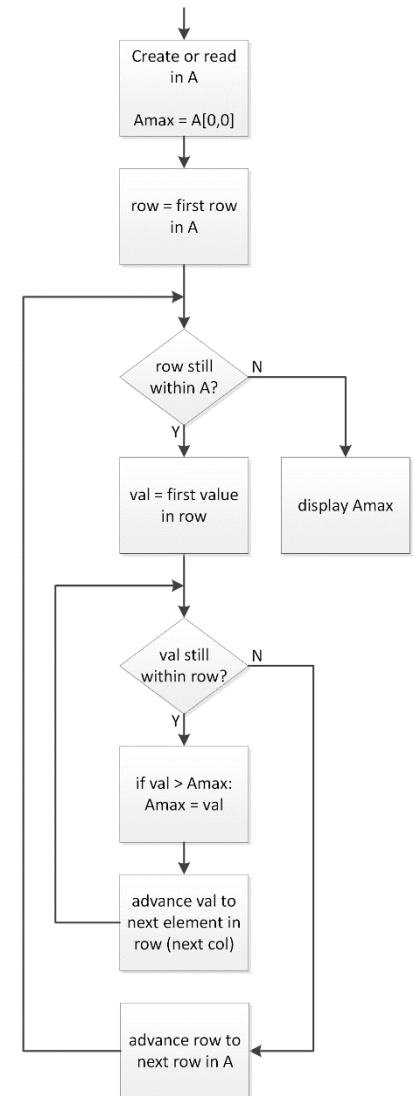 Create or read
in A
Amax = A[0,0]
row = first row
in A
row still
within A?
N
Y
val = first value
in row
display Amax
val still
within row?
N
Y
if val > Amax:
Amax = val
advance val to
next element in
row (next col)
advance row to
next row in A